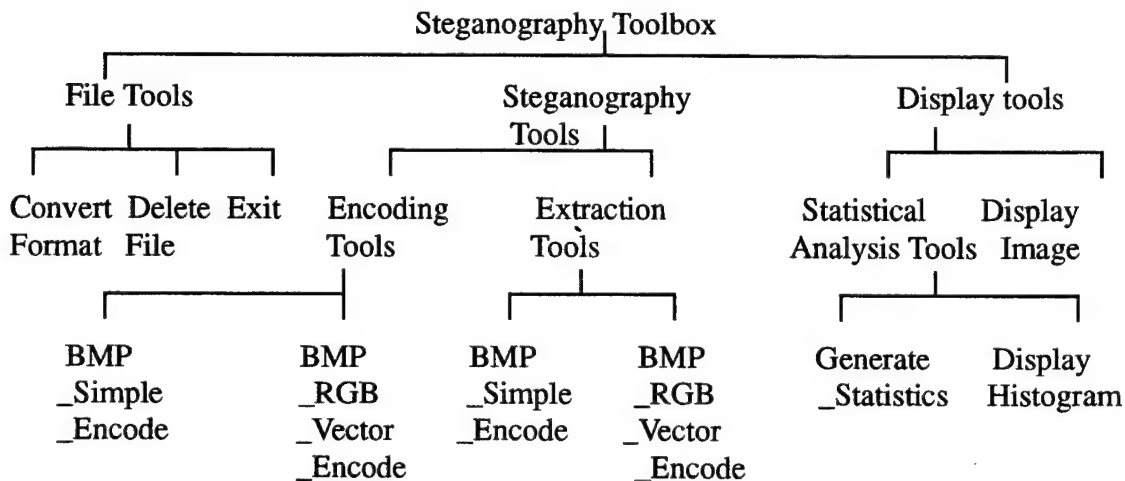 Steganography Toolbox
File Tools
Steganography
Tools
Display tools
Convert
Format
Delete
File
Exit
Encoding
Tools
Extraction
Tools
Statistical
Analysis Tools
Display
Image
BMP
_Simple
_Encode
BMP
_RGB
_Vector
_Encode
BMP
_Simple
_Encode
BMP
_RGB
_Vector
_Encode
Generate
_Statistics
Display
Histogram